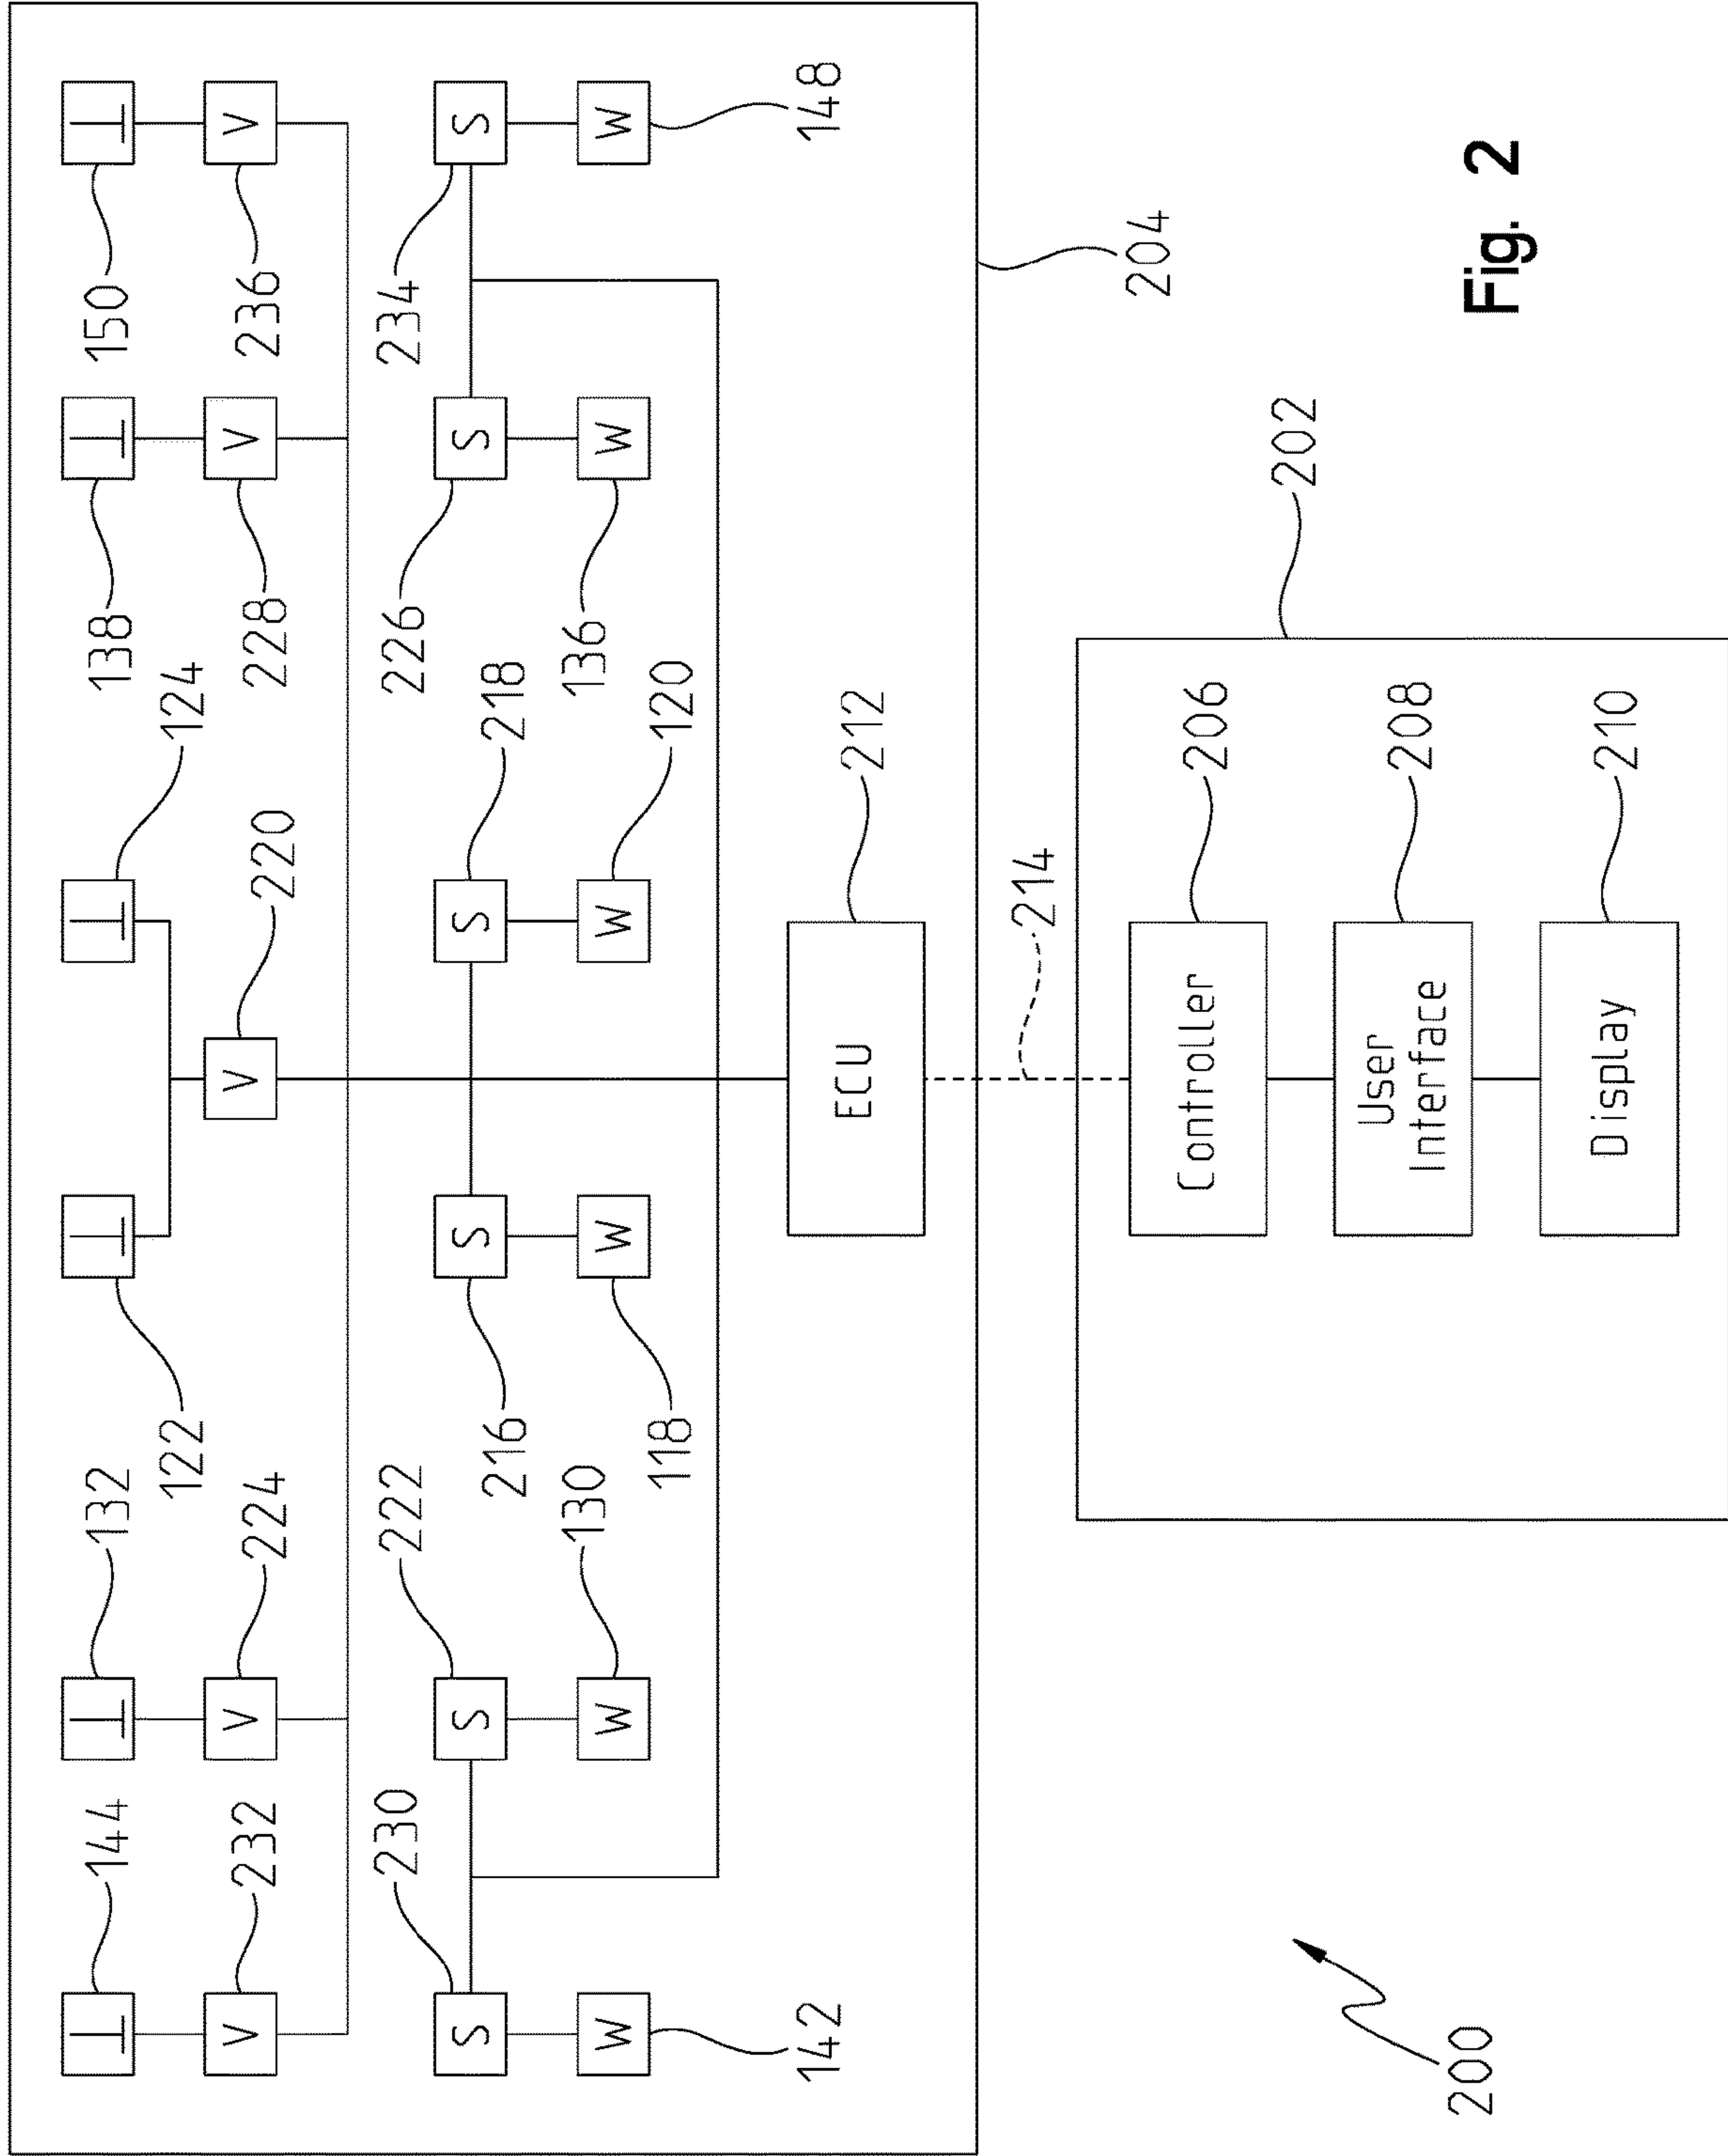 144 132 138 150
122 124
V V V V V
232 224 220 228 236
230 222 226 234
S S S S S S
216 218
130 136
W W W W W W
118 120
142 148
ECU 212
214
204
Controller 206
202
User
Interface 208
Display 210
200
Fig. 2